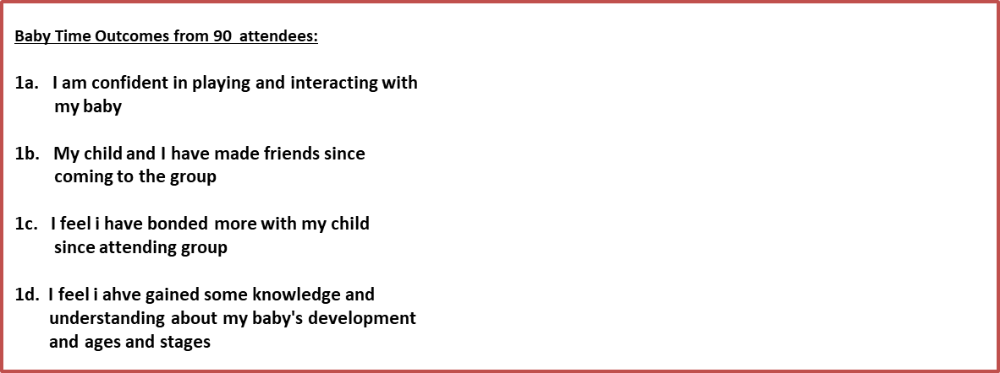 Baby Time Outcomes from 90 attendees:
1a. I am confident in playing and interacting with
my baby
1b. My child and I have made friends since
coming to the group
1c. I feel i have bonded more with my child
since attending group
1d. I feel i ahve gained some knowledge and
understanding about my baby's development
and ages and stages